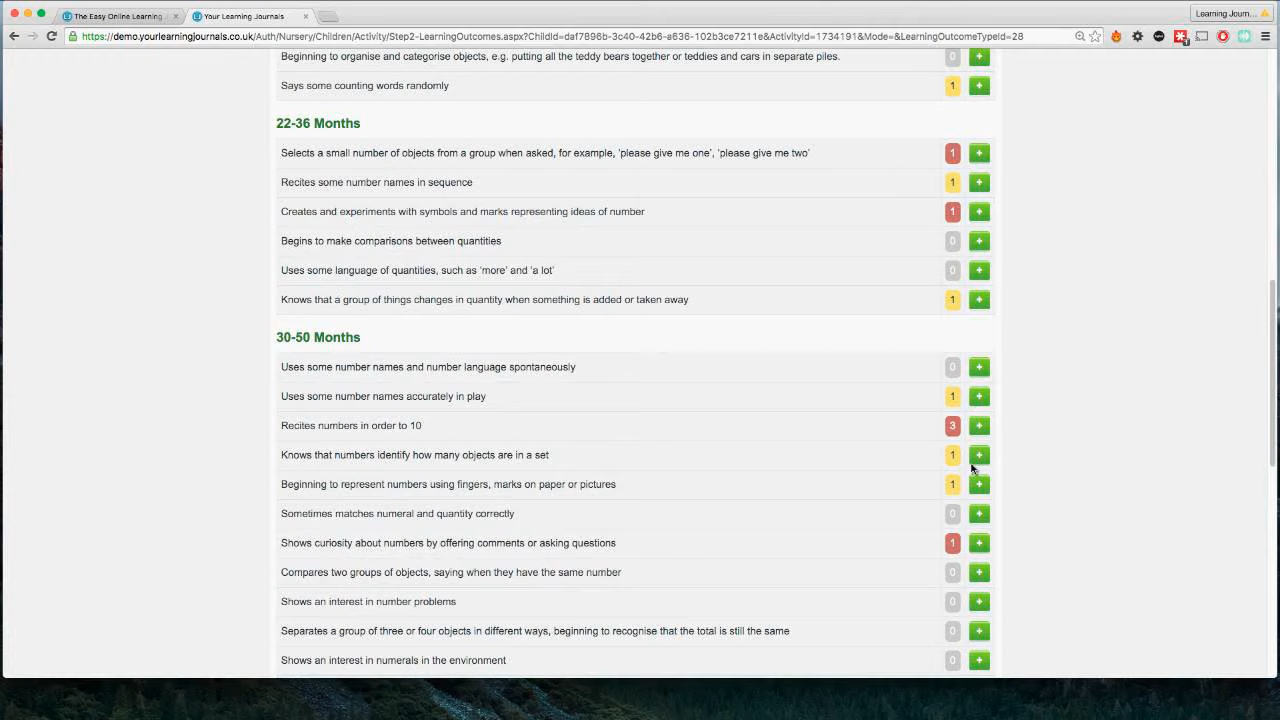 The Easy Online Learning × Your Learning Journals × Learning Journ...
https://demo.yourlearningjournals.co.uk/Auth/Nursery/Children/Activity/Step2-LearningOutcomes.aspx?ChildId=daf7896b-3c40-42b6-a636-102b3ce7211e&ActivityId=1734191&Mode=&LearningOutcomeTypeId=28
Beginning to organise and categorise objects, e.g. putting all the teddy bears together or teddies and cars in separate piles. 0 +
Says some counting words randomly 1 +
22-36 Months
Selects a small number of objects from a group when asked, for example, 'please give me one', 'please give me two' 1 +
Recites some number names in sequence 1 +
Creates and experiments with symbols and marks representing ideas of number 1 +
Begins to make comparisons between quantities 0 +
Uses some language of quantities, such as 'more' and 'a lot' 0 +
Knows that a group of things changes in quantity when something is added or taken away 1 +
30-50 Months
Uses some number names and number language spontaneously 0 +
Uses some number names accurately in play 1 +
Recites numbers in order to 10 3 +
Knows that numbers identify how many objects are in a set 1 +
Beginning to represent numbers using fingers, marks on paper or pictures 1 +
Sometimes matches numeral and quantity correctly 0 +
Shows curiosity about numbers by offering comments or asking questions 1 +
Compares two groups of objects, saying when they have the same number 0 +
Shows an interest in number problems 0 +
Separates a group of three or four objects in different ways, beginning to recognise that the total is still the same 0 +
Shows an interest in numerals in the environment 0 +